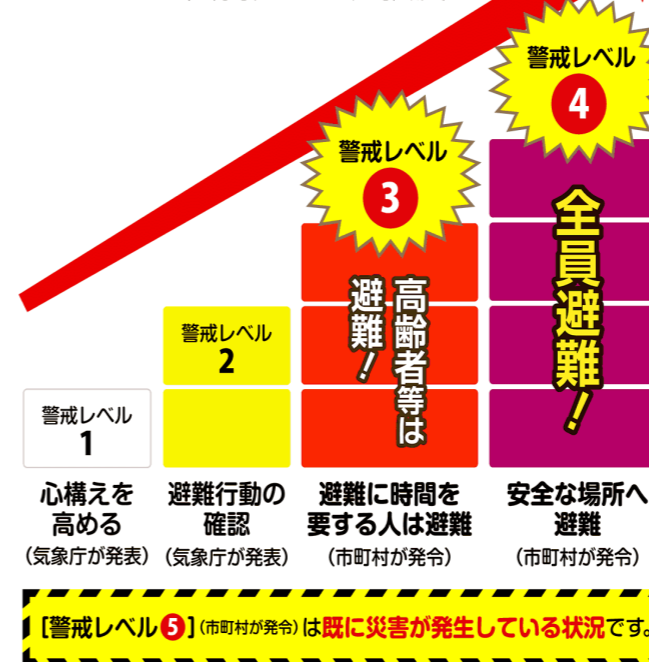 警戒レベル
1
心構えを
高める
(気象庁が発表)
警戒レベル
2
避難行動の
確認
(気象庁が発表)
警戒レベル
3
高齢者等は
避難!
避難に時間を
要する人は避難
(市町村が発令)
警戒レベル
4
全員避難!
安全な場所へ
避難
(市町村が発令)
[警戒レベル5](市町村が発令)は既に災害が発生している状況です。